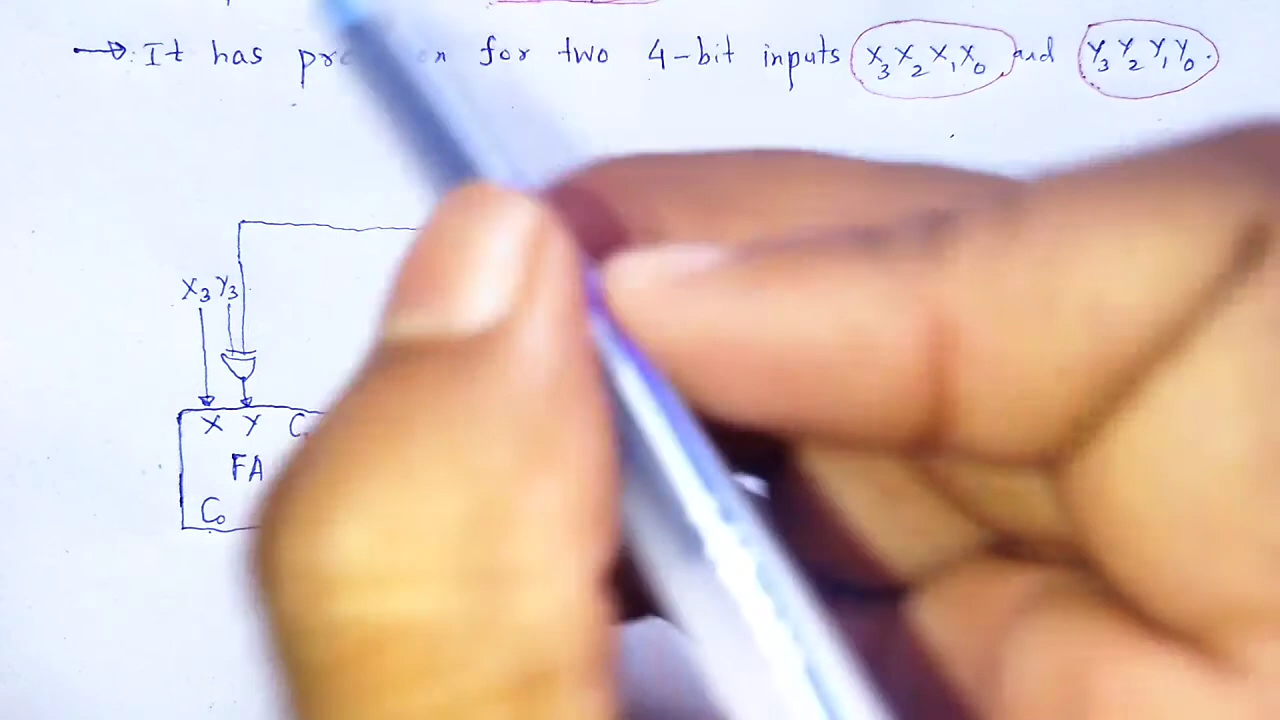 → It has for two 4-bit inputs X₃X₂X₁X₀ and Y₃Y₂Y₁Y₀.
X₃ Y₃
X Y
FA
C₀